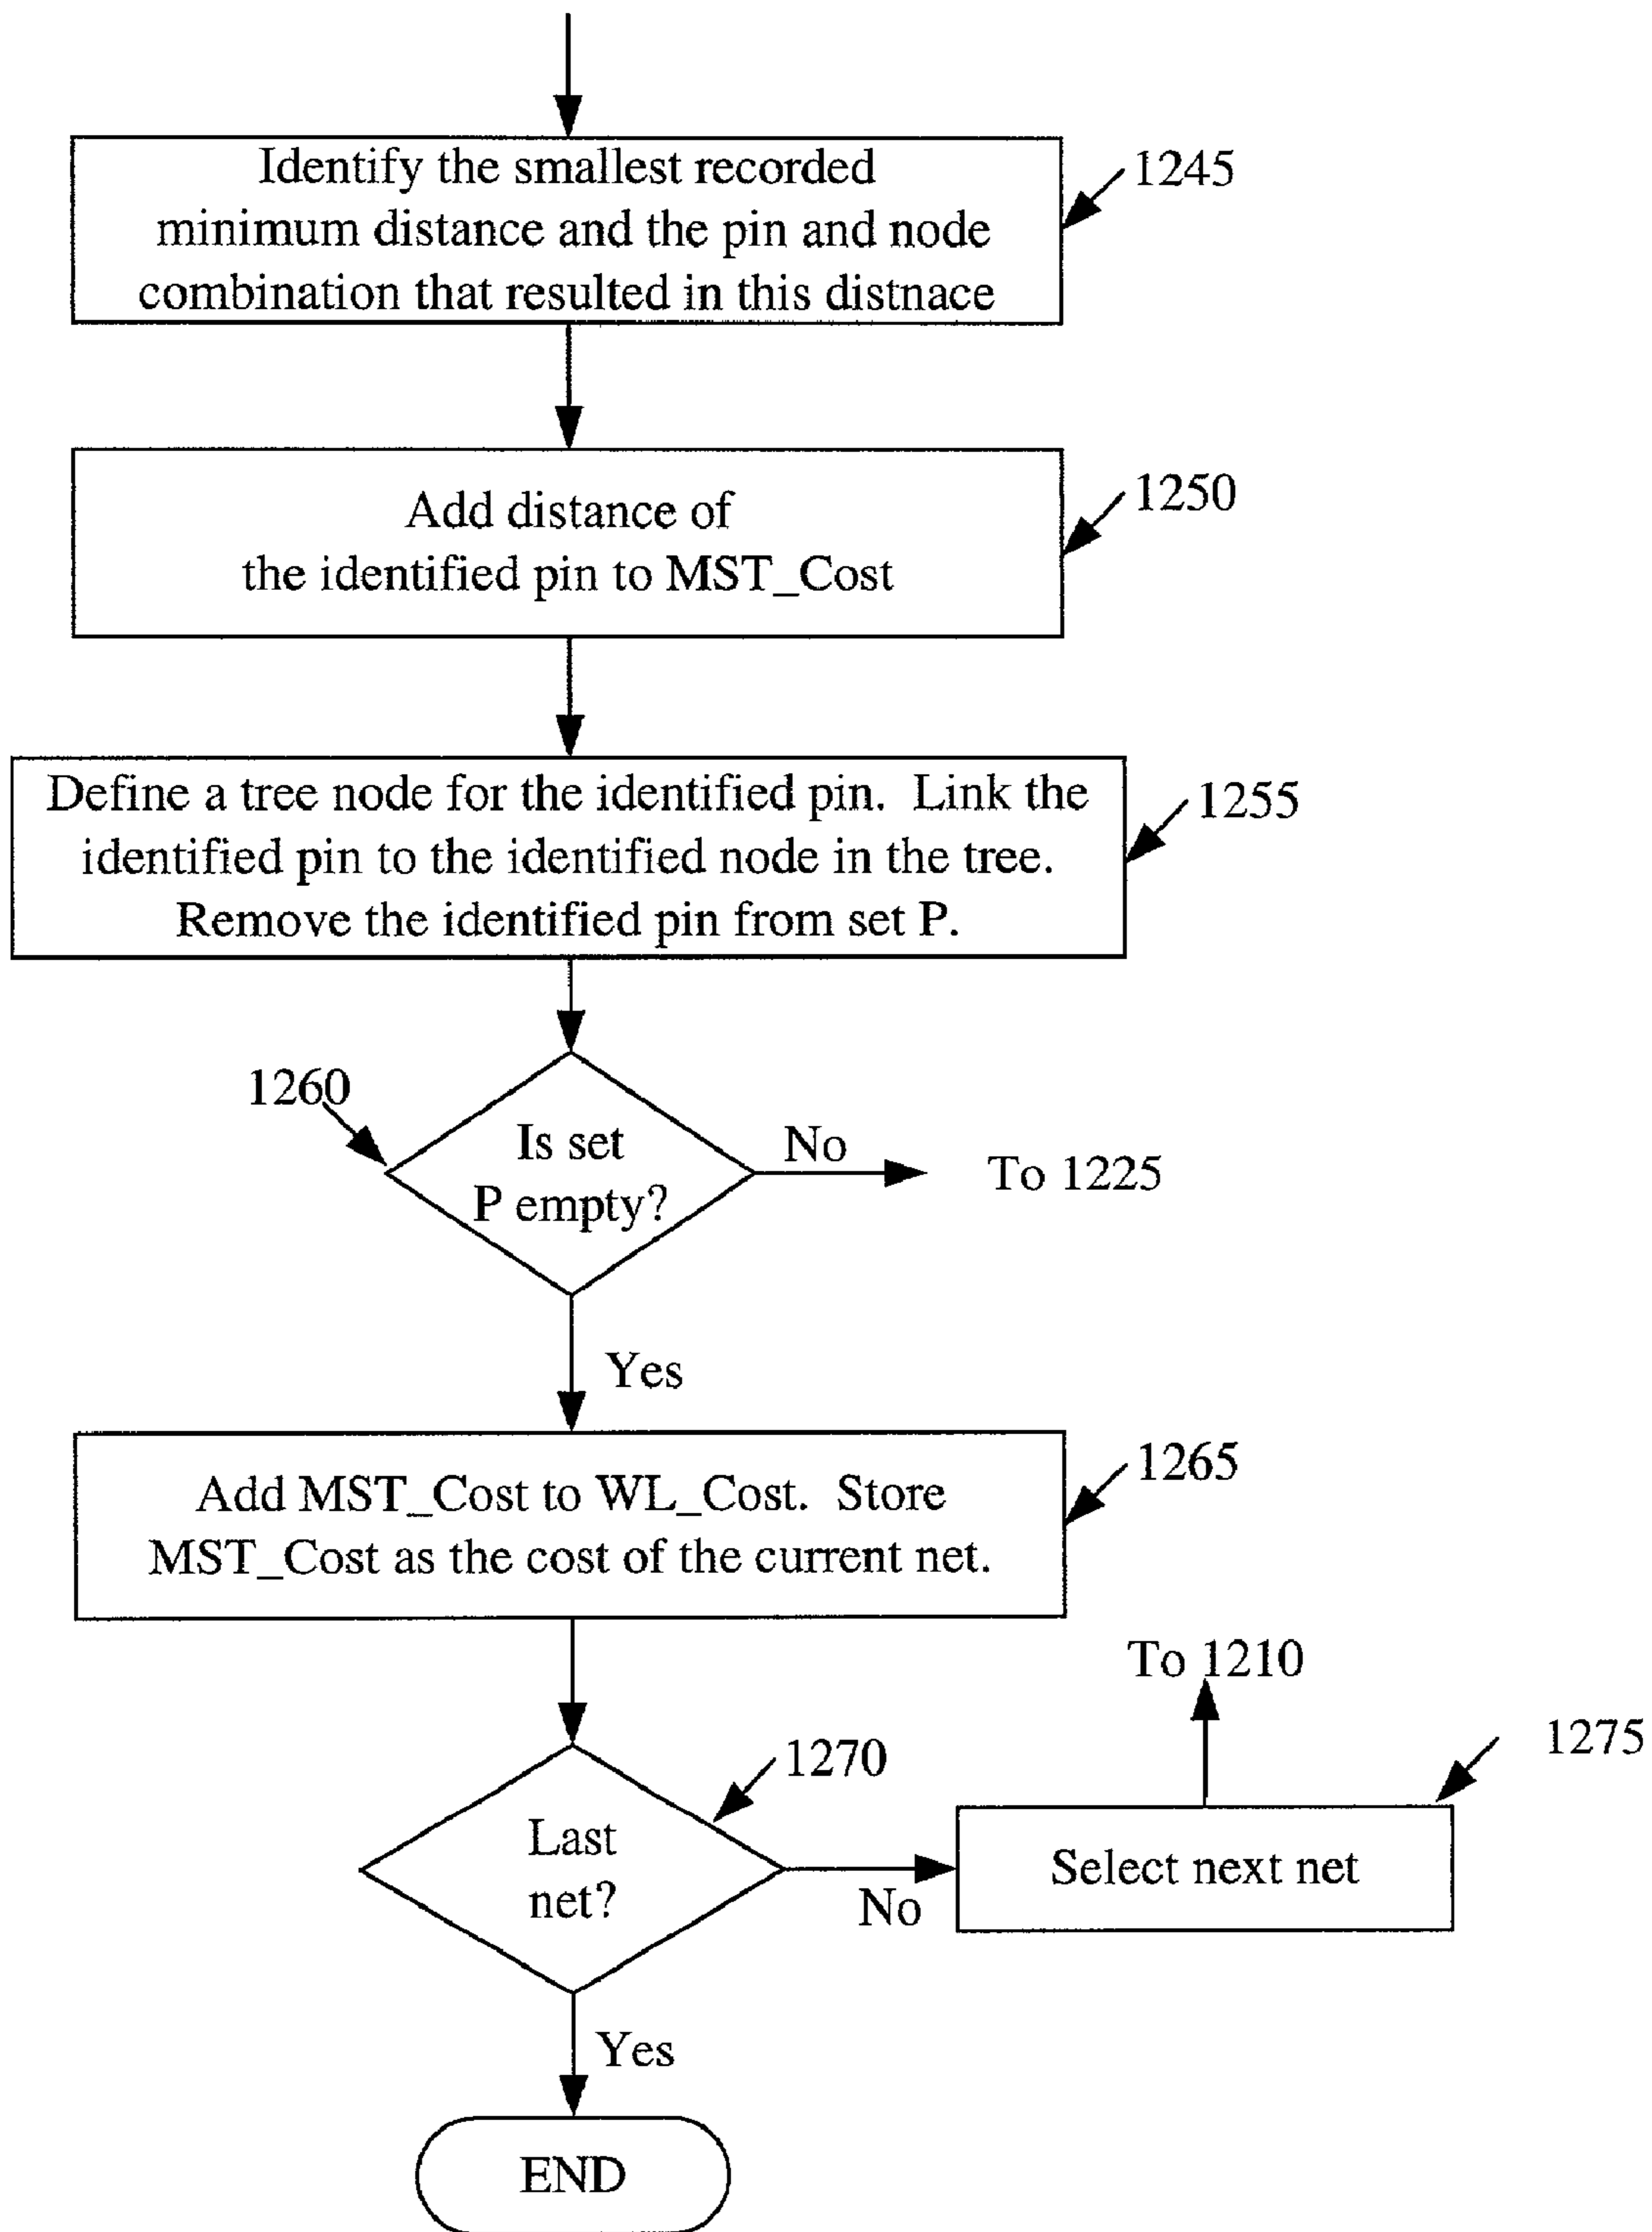 Identify the smallest recorded
minimum distance and the pin and node
combination that resulted in this distnace
1245
Add distance of
the identified pin to MST_Cost
1250
Define a tree node for the identified pin. Link the
identified pin to the identified node in the tree.
Remove the identified pin from set P.
1255
1260
Is set
P empty?
No
To 1225
Yes
Add MST_Cost to WL_Cost. Store
MST_Cost as the cost of the current net.
1265
To 1210
1270
1275
Last
net?
No
Select next net
Yes
END